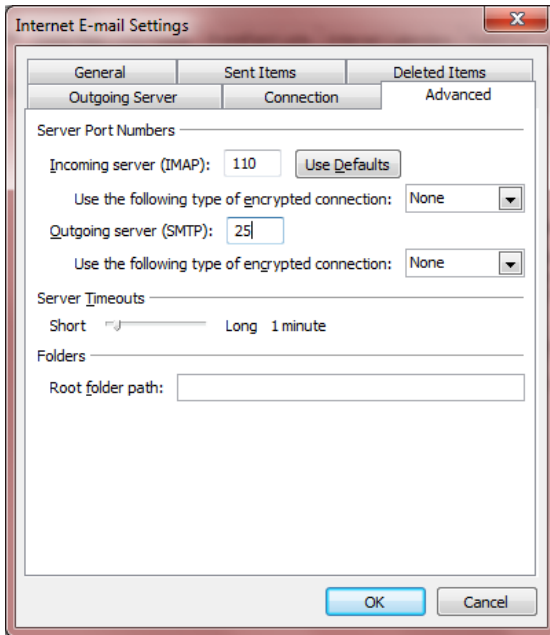 Internet E-mail Settings
General Sent Items Deleted Items
Outgoing Server Connection Advanced
Server Port Numbers
Incoming server (IMAP): 110 Use Defaults
Use the following type of encrypted connection: None
Outgoing server (SMTP): 25
Use the following type of encrypted connection: None
Server Timeouts
Short Long 1 minute
Folders
Root folder path:
OK Cancel